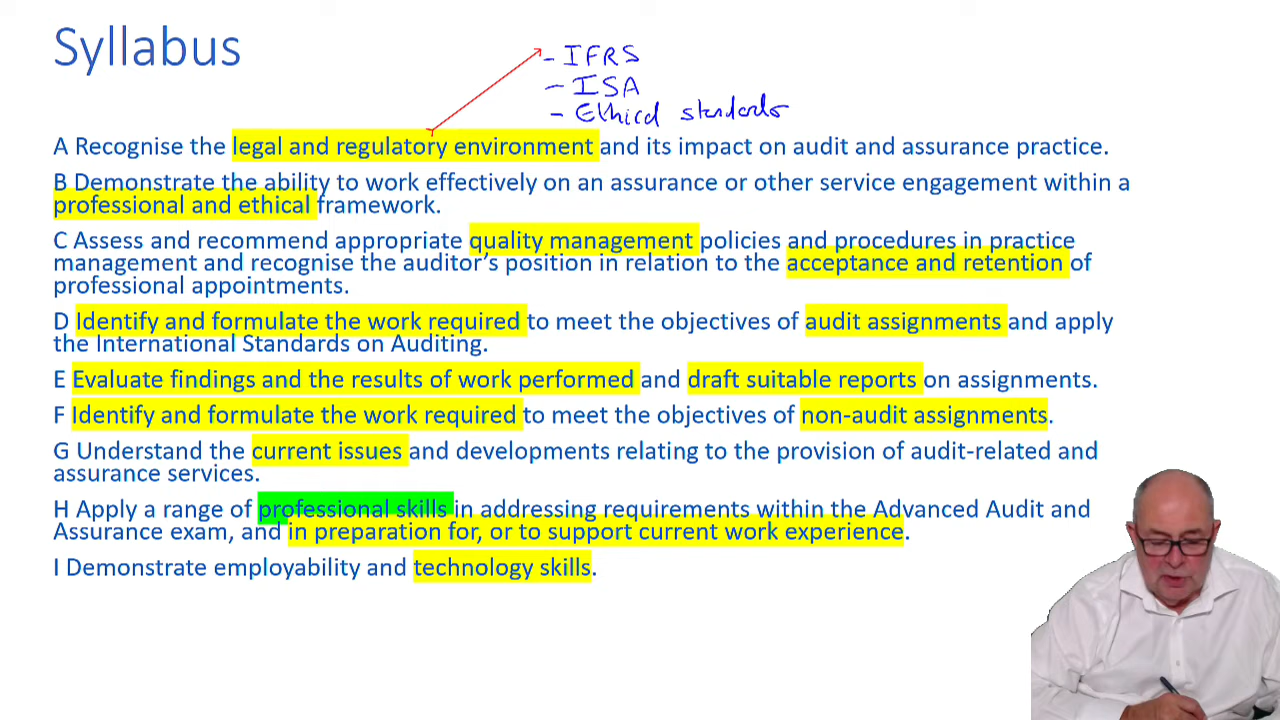 Syllabus
- IFRS
- ISA
- Ethical standards
A Recognise the legal and regulatory environment and its impact on audit and assurance practice.
B Demonstrate the ability to work effectively on an assurance or other service engagement within a
professional and ethical framework.
C Assess and recommend appropriate quality management policies and procedures in practice
management and recognise the auditor's position in relation to the acceptance and retention of
professional appointments.
D Identify and formulate the work required to meet the objectives of audit assignments and apply
the International Standards on Auditing.
E Evaluate findings and the results of work performed and draft suitable reports on assignments.
F Identify and formulate the work required to meet the objectives of non-audit assignments.
G Understand the current issues and developments relating to the provision of audit-related and
assurance services.
H Apply a range of professional skills in addressing requirements within the Advanced Audit and
Assurance exam, and in preparation for, or to support current work experience.
I Demonstrate employability and technology skills.